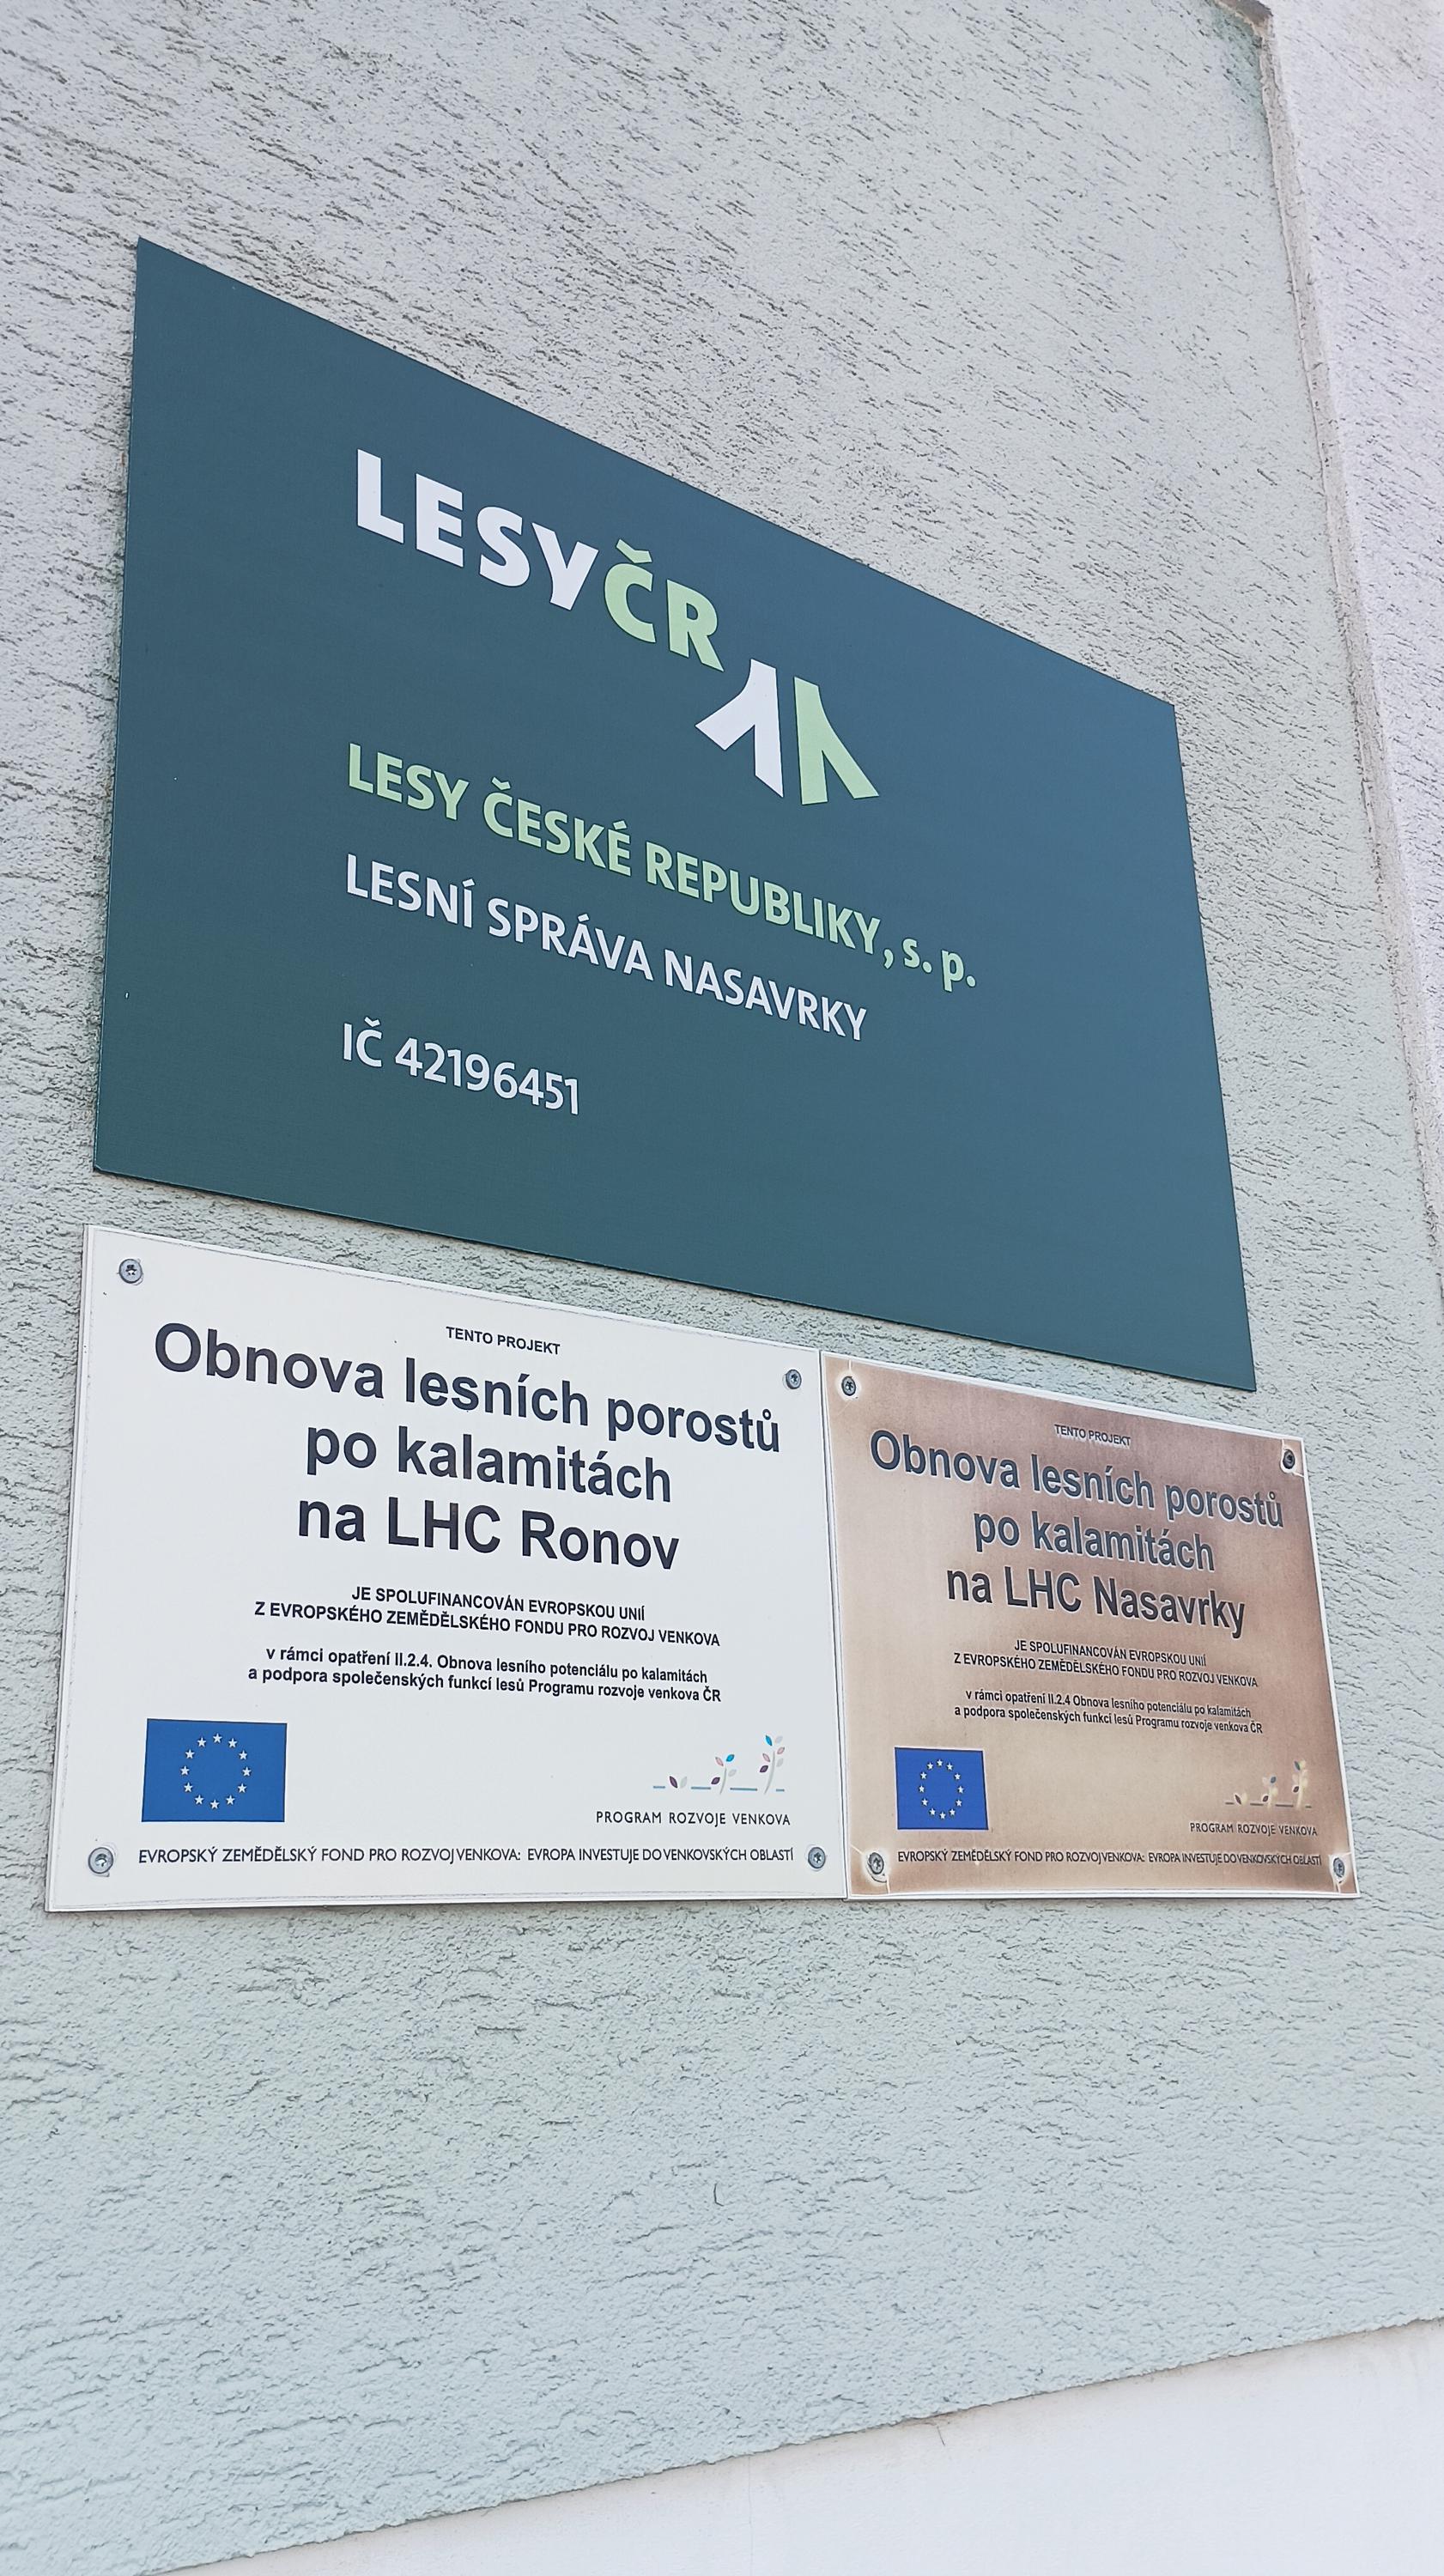 LESYČR
LESY ČESKÉ REPUBLIKY, s. p.
LESNÍ SPRÁVA NASAVRKY
IČ 42196451
TENTO PROJEKT
Obnova lesních porostů
po kalamitách
na LHC Ronov
JE SPOLUFINANCOVÁN EVROPSKOU UNIÍ
Z EVROPSKÉHO ZEMĚDĚLSKÉHO FONDU PRO ROZVOJ VENKOVA
v rámci opatření II.2.4. Obnova lesního potenciálu po kalamitách
a podpora společenských funkcí lesů Programu rozvoje venkova ČR
PROGRAM ROZVOJE VENKOVA
EVROPSKÝ ZEMĚDĚLSKÝ FOND PRO ROZVOJ VENKOVA: EVROPA INVESTUJE DO VENKOVSKÝCH OBLASTÍ
TENTO PROJEKT
Obnova lesních porostů
po kalamitách
na LHC Nasavrky
JE SPOLUFINANCOVÁN EVROPSKOU UNIÍ
Z EVROPSKÉHO ZEMĚDĚLSKÉHO FONDU PRO ROZVOJ VENKOVA
v rámci opatření II.2.4 Obnova lesního potenciálu po kalamitách
a podpora společenských funkcí lesů Programu rozvoje venkova ČR
PROGRAM ROZVOJE VENKOVA
EVROPSKÝ ZEMĚDĚLSKÝ FOND PRO ROZVOJ VENKOVA: EVROPA INVESTUJE DO VENKOVSKÝCH OBLASTÍ